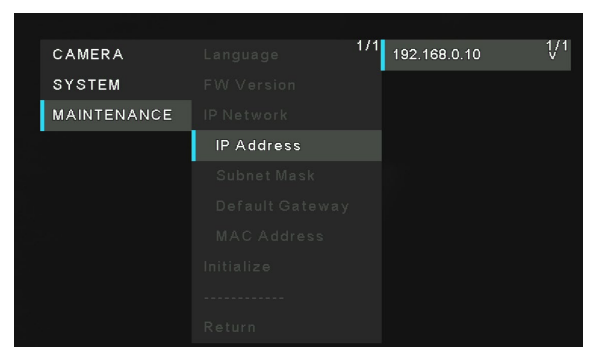 CAMERA
SYSTEM
MAINTENANCE
1/1
Language
FW Version
IP Network
IP Address
Subnet Mask
Default Gateway
MAC Address
Initialize
------------
Return
1/1
192.168.0.10 v